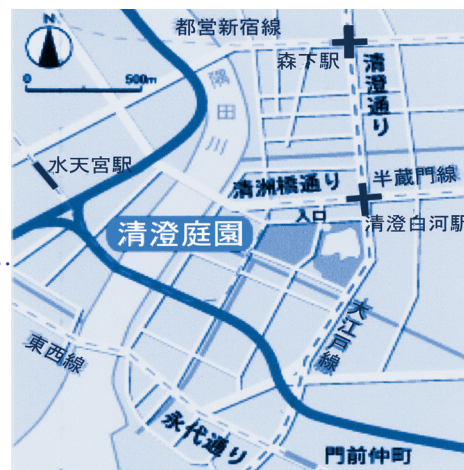 N
都営新宿線
森下駅
0 500m
隅田川
清澄通り
水天宮駅
清洲橋通り
半蔵門線
入口
清澄白河駅
清澄庭園
大江戸線
東西線
永代通り
門前仲町